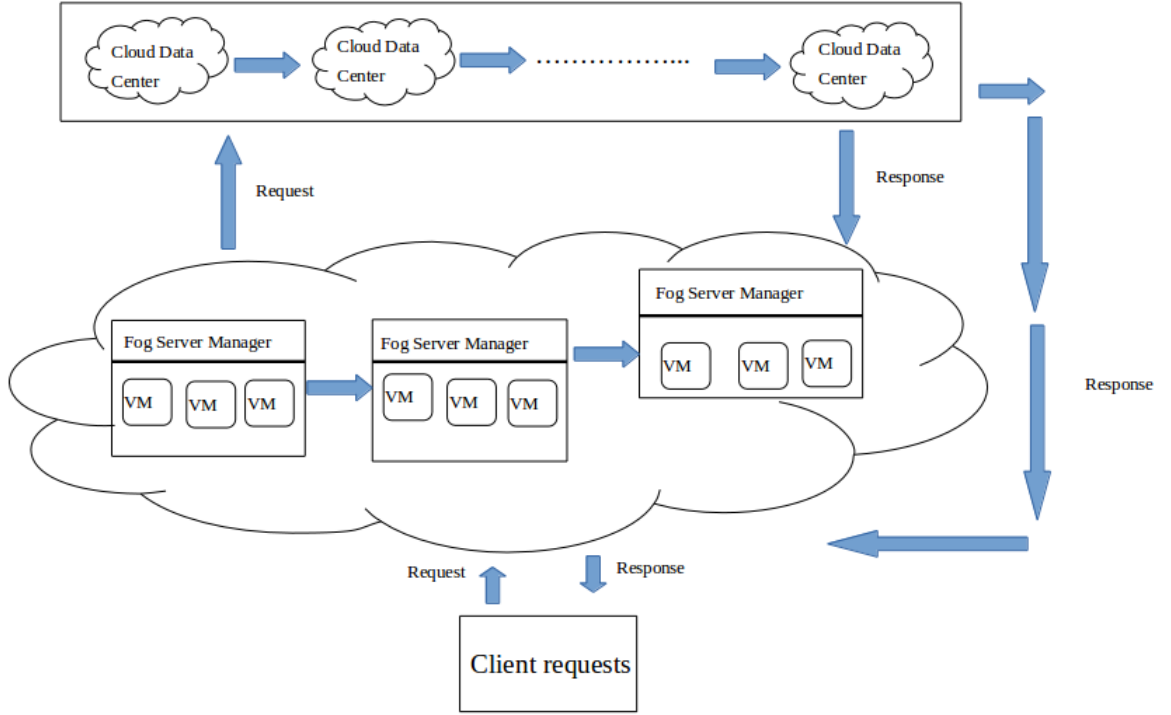 Cloud Data
Center
Cloud Data
Center
………………...
Cloud Data
Center
Request
Response
Fog Server Manager
VM
VM
VM
Fog Server Manager
VM
VM
VM
Fog Server Manager
VM
VM
VM
Response
Request
Response
Client requests